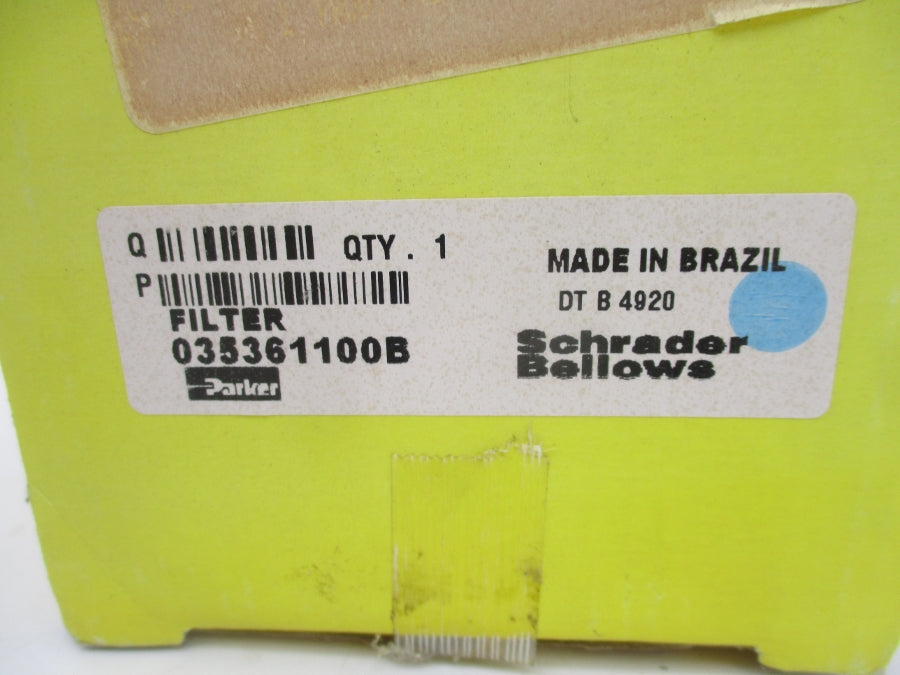 Q QTY. 1
P
FILTER
035361100B
Parker
MADE IN BRAZIL
DT B 4920
Schrader
Bellows